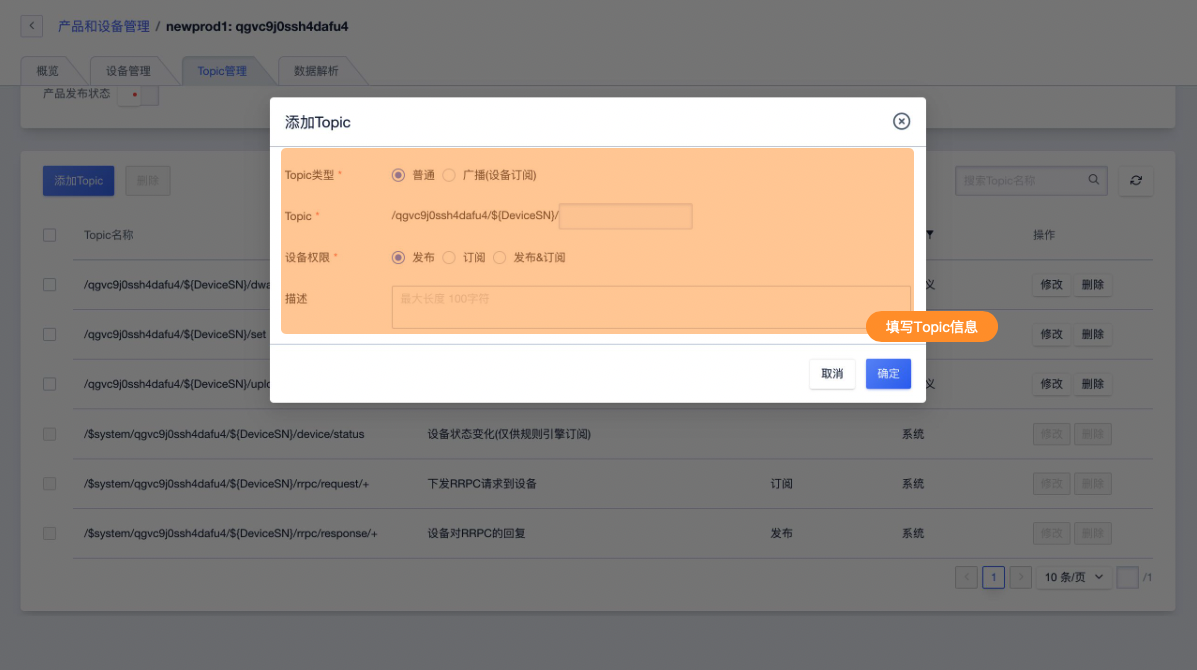 产品和设备管理 / newprod1: qgvc9j0ssh4dafu4
概览 设备管理 Topic管理 数据解析
产品发布状态
添加Topic
添加Topic 删除 搜索Topic名称
Topic类型 * 普通 广播(设备订阅)
Topic * /qgvc9j0ssh4dafu4/${DeviceSN}/
Topic名称 操作
设备权限 * 发布 订阅 发布&订阅
/qgvc9j0ssh4dafu4/${DeviceSN}/dwa 义 修改 删除
描述 最大长度 100字符
填写Topic信息
/qgvc9j0ssh4dafu4/${DeviceSN}/set 修改 删除
取消 确定
/qgvc9j0ssh4dafu4/${DeviceSN}/uplo 义 修改 删除
/$system/qgvc9j0ssh4dafu4/${DeviceSN}/device/status 设备状态变化(仅供规则引擎订阅) 系统 修改 删除
/$system/qgvc9j0ssh4dafu4/${DeviceSN}/rrpc/request/+ 下发RRPC请求到设备 订阅 系统 修改 删除
/$system/qgvc9j0ssh4dafu4/${DeviceSN}/rrpc/response/+ 设备对RRPC的回复 发布 系统 修改 删除
1 10 条/页 /1